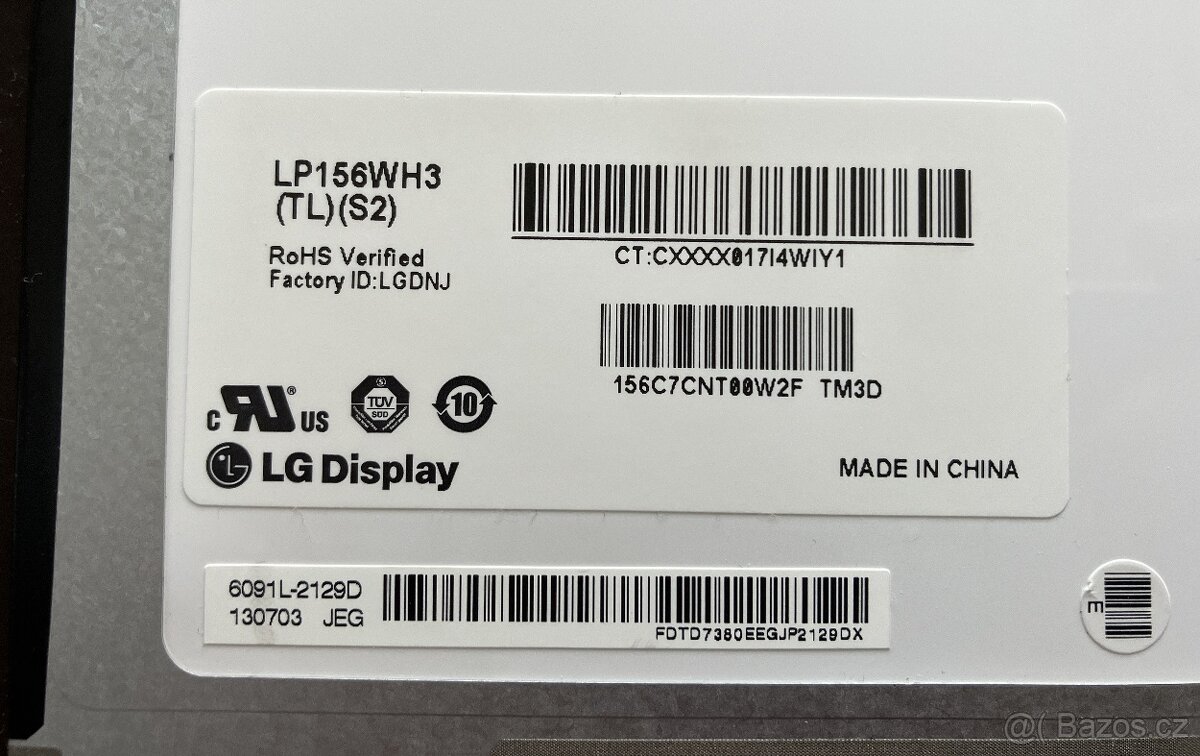 LP156WH3
(TL)(S2)
CT:CXXXX017I4WIY1
RoHS Verified
Factory ID:LGDNJ
156C7CNT00W2F TM3D
c RU ® US
TÜV
SÜD
10
LG Display
MADE IN CHINA
6091L-2129D
130703 JEG
FDTD7380EEGJP2129DX
E
@( Bazos.cz